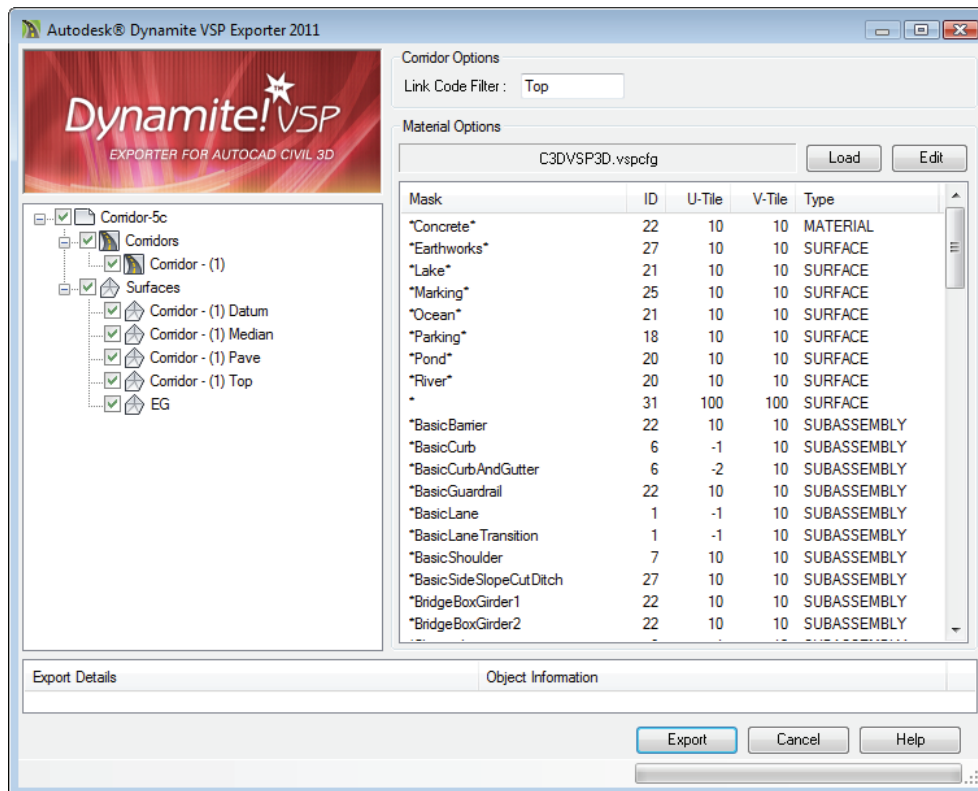 Autodesk® Dynamite VSP Exporter 2011
Dynamite!™ VSP
EXPORTER FOR AUTOCAD CIVIL 3D
Corridor-5c
Corridors
Corridor - (1)
Surfaces
Corridor - (1) Datum
Corridor - (1) Median
Corridor - (1) Pave
Corridor - (1) Top
EG
Corridor Options
Link Code Filter : Top
Material Options
C3DVSP3D.vspcfg Load Edit
Mask ID U-Tile V-Tile Type
*Concrete* 22 10 10 MATERIAL
*Earthworks* 27 10 10 SURFACE
*Lake* 21 10 10 SURFACE
*Marking* 25 10 10 SURFACE
*Ocean* 21 10 10 SURFACE
*Parking* 18 10 10 SURFACE
*Pond* 20 10 10 SURFACE
*River* 20 10 10 SURFACE
* 31 100 100 SURFACE
*BasicBarrier 22 10 10 SUBASSEMBLY
*BasicCurb 6 -1 10 SUBASSEMBLY
*BasicCurbAndGutter 6 -2 10 SUBASSEMBLY
*BasicGuardrail 22 10 10 SUBASSEMBLY
*BasicLane 1 -1 10 SUBASSEMBLY
*BasicLaneTransition 1 -1 10 SUBASSEMBLY
*BasicShoulder 7 10 10 SUBASSEMBLY
*BasicSideSlopeCutDitch 27 10 10 SUBASSEMBLY
*BridgeBoxGirder1 22 10 10 SUBASSEMBLY
*BridgeBoxGirder2 22 10 10 SUBASSEMBLY
Export Details Object Information
Export Cancel Help